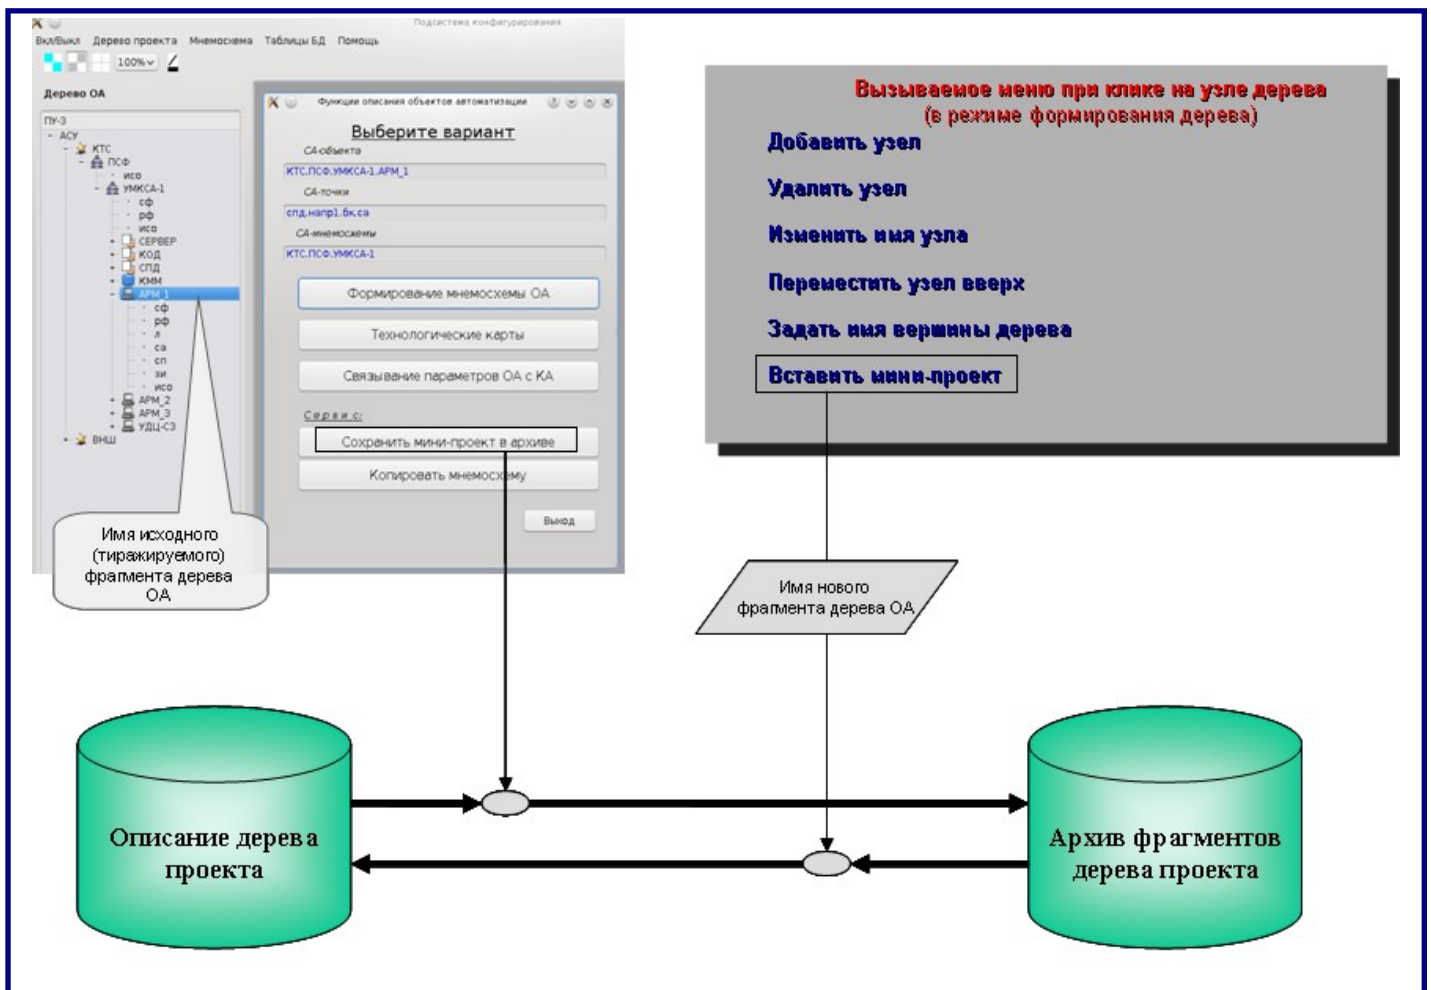 Подсистема конфигурирования
Вкл/Выкл Дерево проекта Мнемосхема Таблицы БД Помощь
100%
Дерево ОА
ПУ-3
АСУ
КТС
ПСФ
исо
УМКСА-1
сф
рф
исо
СЕРВЕР
КОД
СПД
КММ
АРМ_1
сф
рф
л
са
сп
зи
исо
АРМ_2
АРМ_3
УДЦ-СЗ
ВНШ
Функции описания объектов автоматизации
Выберите вариант
СА-объекта
КТС.ПСФ.УМКСА-1.АРМ_1
СА-точки
спд.напр1.бк.са
СА-мнемосхемы
КТС.ПСФ.УМКСА-1
Формирование мнемосхемы ОА
Технологические карты
Связывание параметров ОА с КА
Сервис:
Сохранить мини-проект в архиве
Копировать мнемосхему
Выход
Имя исходного
(тиражируемого)
фрагмента дерева
ОА
Вызываемое меню при клике на узле дерева
(в режиме формирования дерева)
Добавить узел
Удалить узел
Изменить имя узла
Переместить узел вверх
Задать имя вершины дерева
Вставить мини-проект
Имя нового
фрагмента дерева ОА
Описание дерева
проекта
Архив фрагментов
дерева проекта